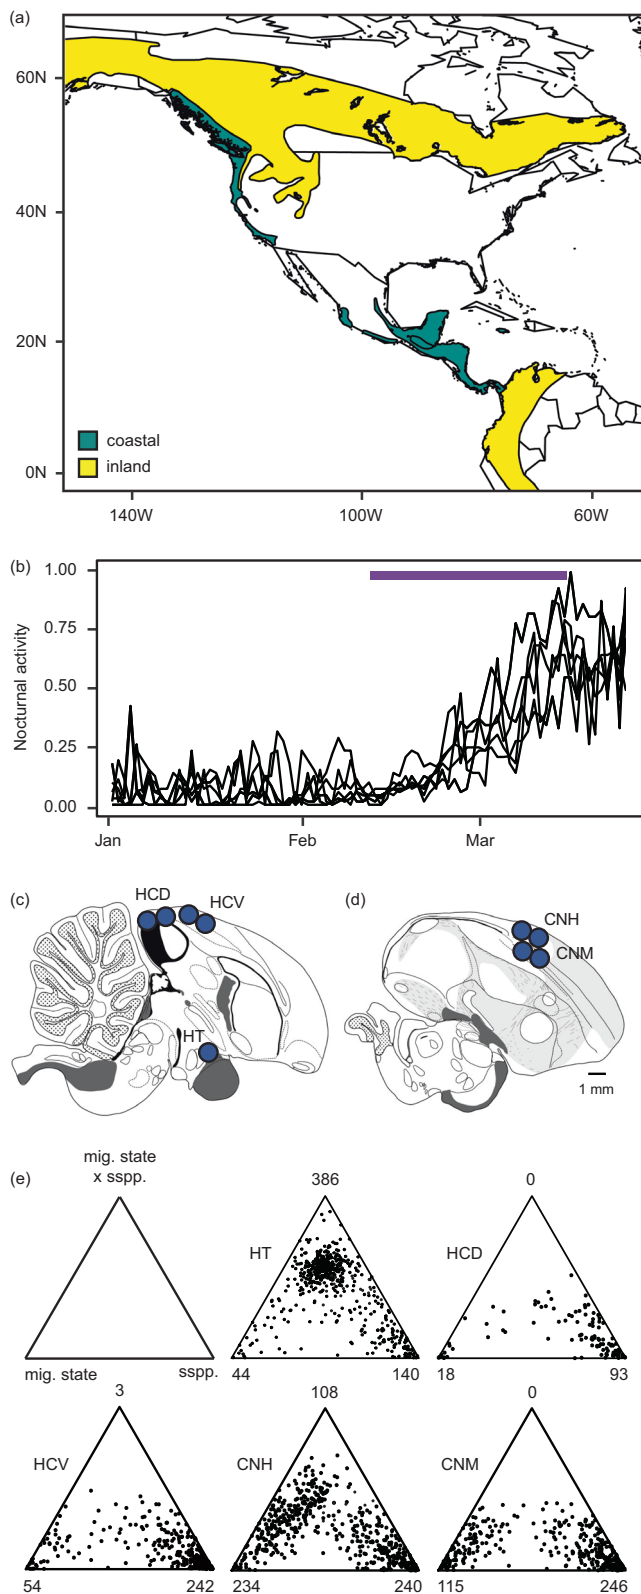 (a)
60N
40N
20N
0N
coastal
inland
140W
100W
60W
(b)
1.00
0.75
0.50
0.25
0.00
Nocturnal activity
Jan
Feb
Mar
(c)
HCD
HCV
HT
(d)
CNH
CNM
1 mm
(e)
mig. state
x sspp.
mig. state
sspp.
386
HT
44
140
0
HCD
18
93
3
HCV
54
242
108
CNH
234
240
0
CNM
115
246